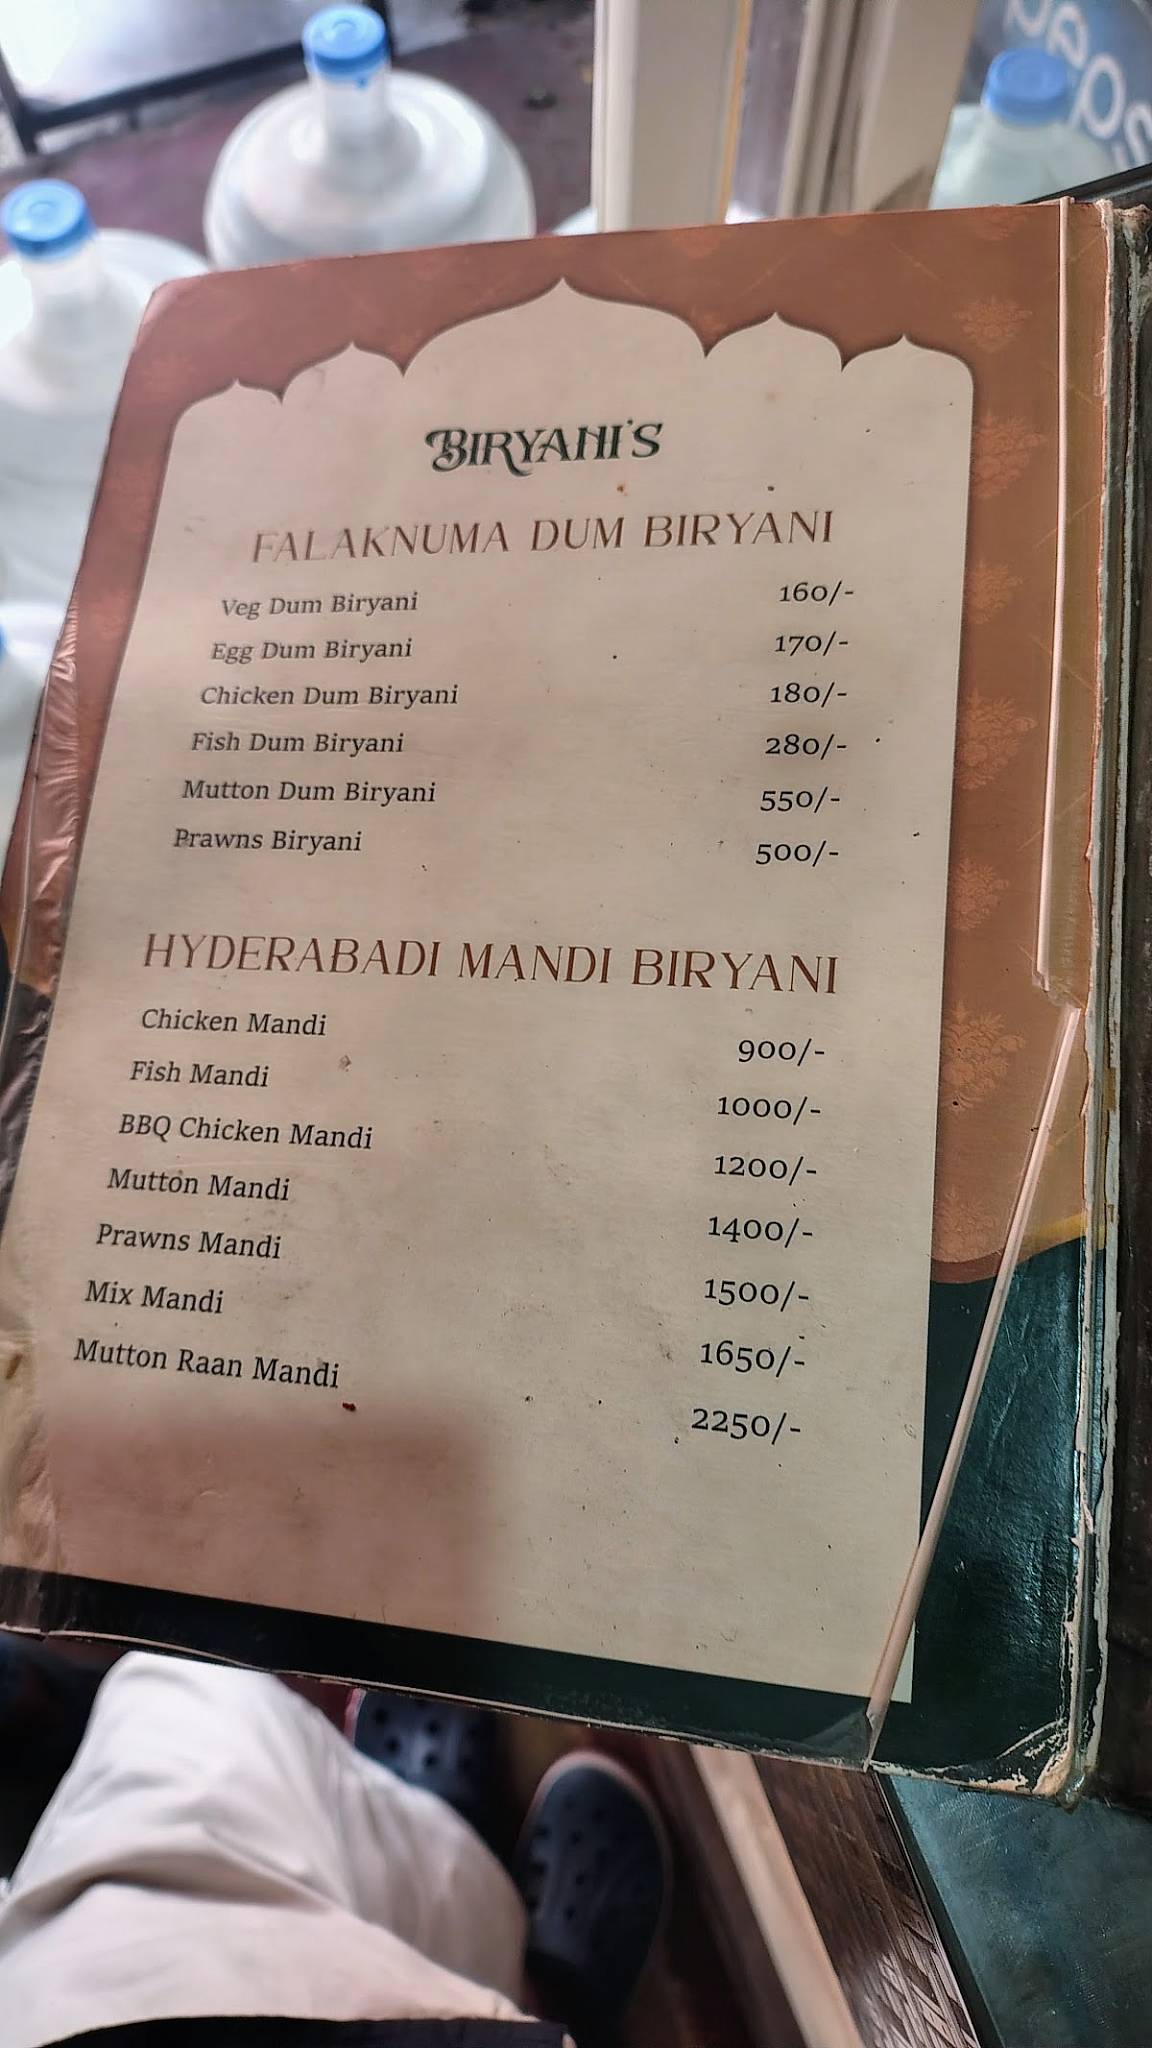 BIRYANI'S
FALAKNUMA DUM BIRYANI
Veg Dum Biryani 160/-
Egg Dum Biryani 170/-
Chicken Dum Biryani 180/-
Fish Dum Biryani 280/-
Mutton Dum Biryani 550/-
Prawns Biryani 500/-
HYDERABADI MANDI BIRYANI
Chicken Mandi 900/-
Fish Mandi 1000/-
BBQ Chicken Mandi 1200/-
Mutton Mandi 1400/-
Prawns Mandi 1500/-
Mix Mandi 1650/-
Mutton Raan Mandi 2250/-